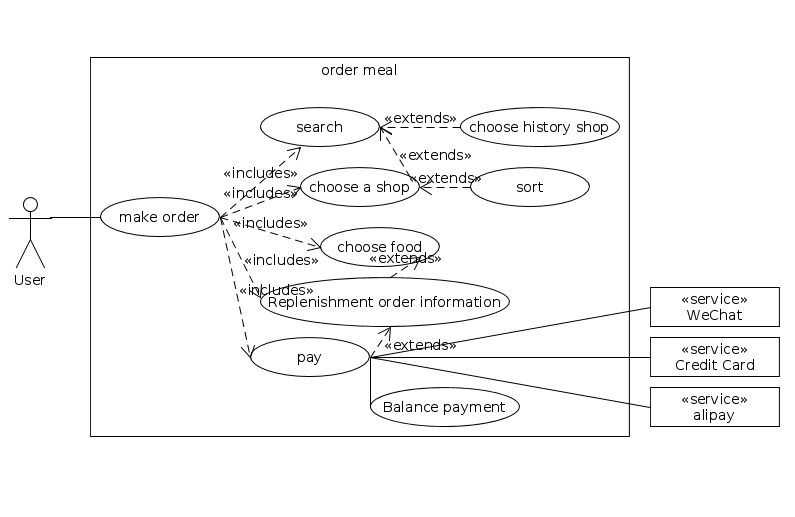 order meal
«extends»
search
choose history shop
«extends»
«includes»
«extends»
choose a shop
sort
«includes»
make order
«includes»
User
choose food
«extends»
«includes»
«includes»
Replenishment order information
«service»
WeChat
«extends»
pay
«service»
Credit Card
Balance payment
«service»
alipay